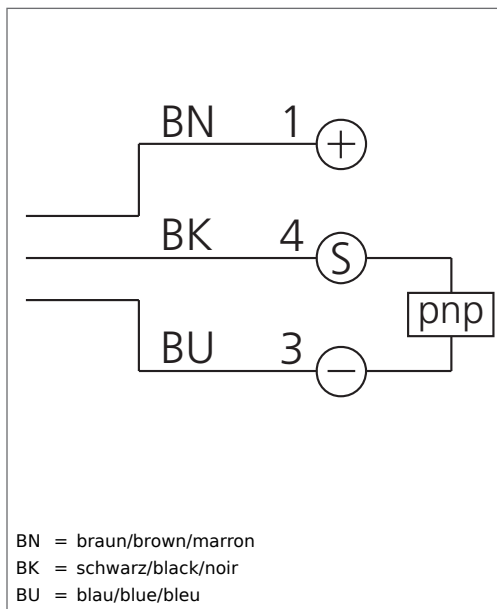 BN 1 +
BK 4 S
pnp
BU 3 −
BN = braun/brown/marron
BK = schwarz/black/noir
BU = blau/blue/bleu